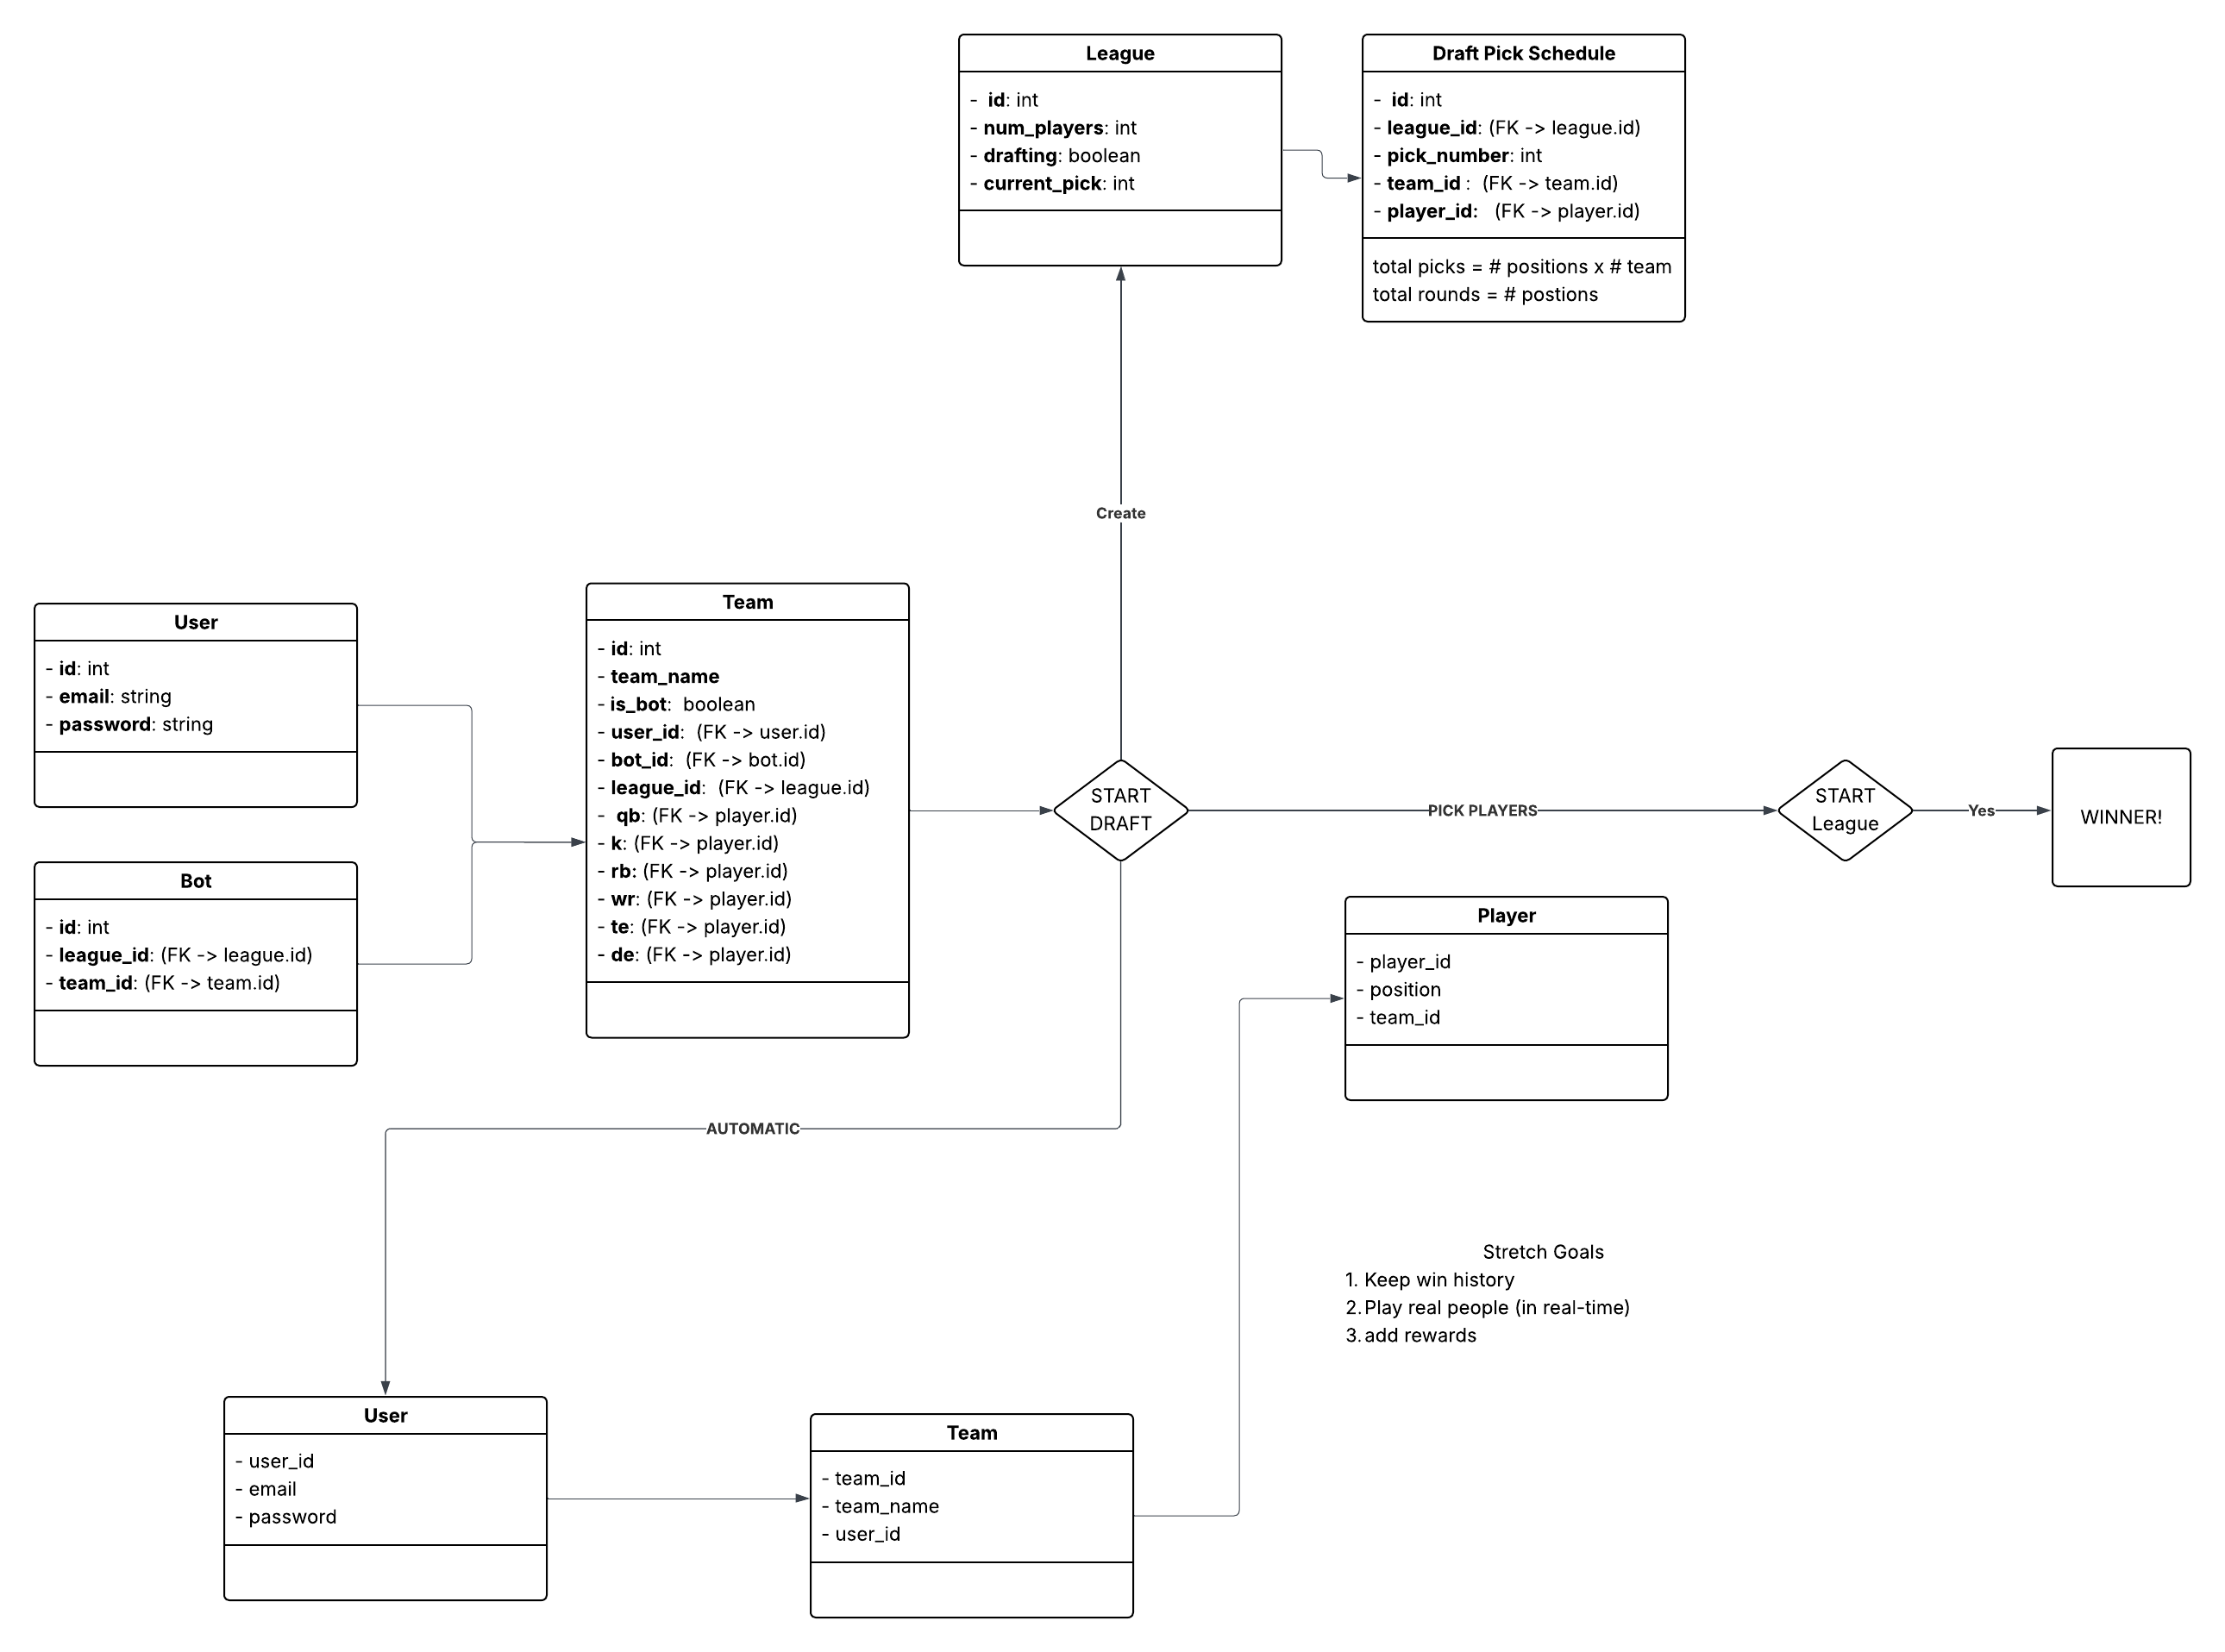 League
- id: int
- num_players: int
- drafting: boolean
- current_pick: int
Draft Pick Schedule
- id: int
- league_id: (FK -> league.id)
- pick_number: int
- team_id : (FK -> team.id)
- player_id: (FK -> player.id)
total picks = # positions x # team
total rounds = # postions
Create
User
- id: int
- email: string
- password: string
Bot
- id: int
- league_id: (FK -> league.id)
- team_id: (FK -> team.id)
Team
- id: int
- team_name
- is_bot: boolean
- user_id: (FK -> user.id)
- bot_id: (FK -> bot.id)
- league_id: (FK -> league.id)
- qb: (FK -> player.id)
- k: (FK -> player.id)
- rb: (FK -> player.id)
- wr: (FK -> player.id)
- te: (FK -> player.id)
- de: (FK -> player.id)
START
DRAFT
PICK PLAYERS
START
League
Yes
WINNER!
Player
- player_id
- position
- team_id
AUTOMATIC
Stretch Goals
1. Keep win history
2. Play real people (in real-time)
3. add rewards
User
- user_id
- email
- password
Team
- team_id
- team_name
- user_id